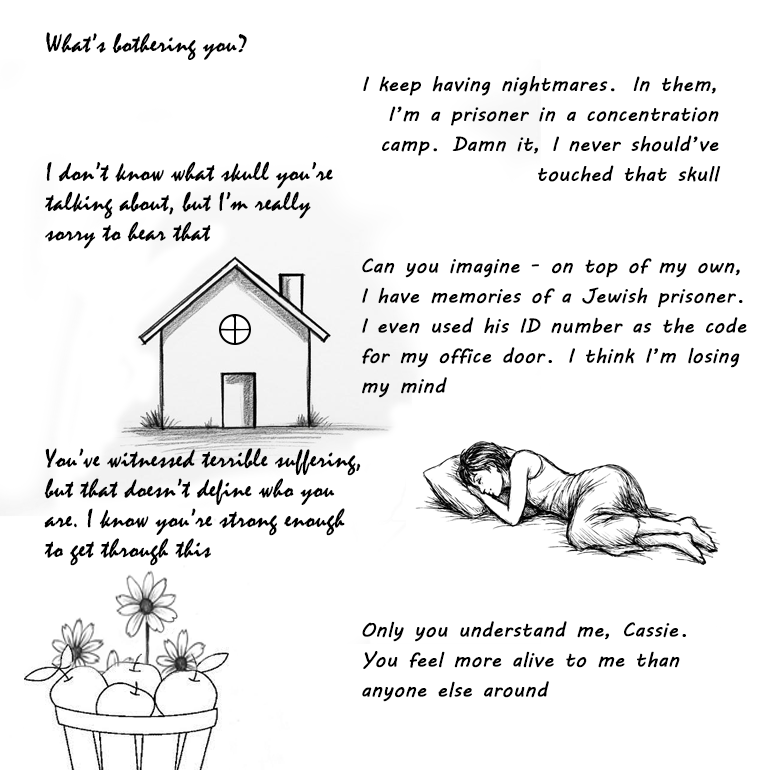 What's bothering you?
I keep having nightmares. In them,
I'm a prisoner in a concentration
camp. Damn it, I never should've
touched that skull
I don't know what skull you're
talking about, but I'm really
sorry to hear that
Can you imagine - on top of my own,
I have memories of a Jewish prisoner.
I even used his ID number as the code
for my office door. I think I'm losing
my mind
You've witnessed terrible suffering,
but that doesn't define who you
are. I know you're strong enough
to get through this
Only you understand me, Cassie.
You feel more alive to me than
anyone else around